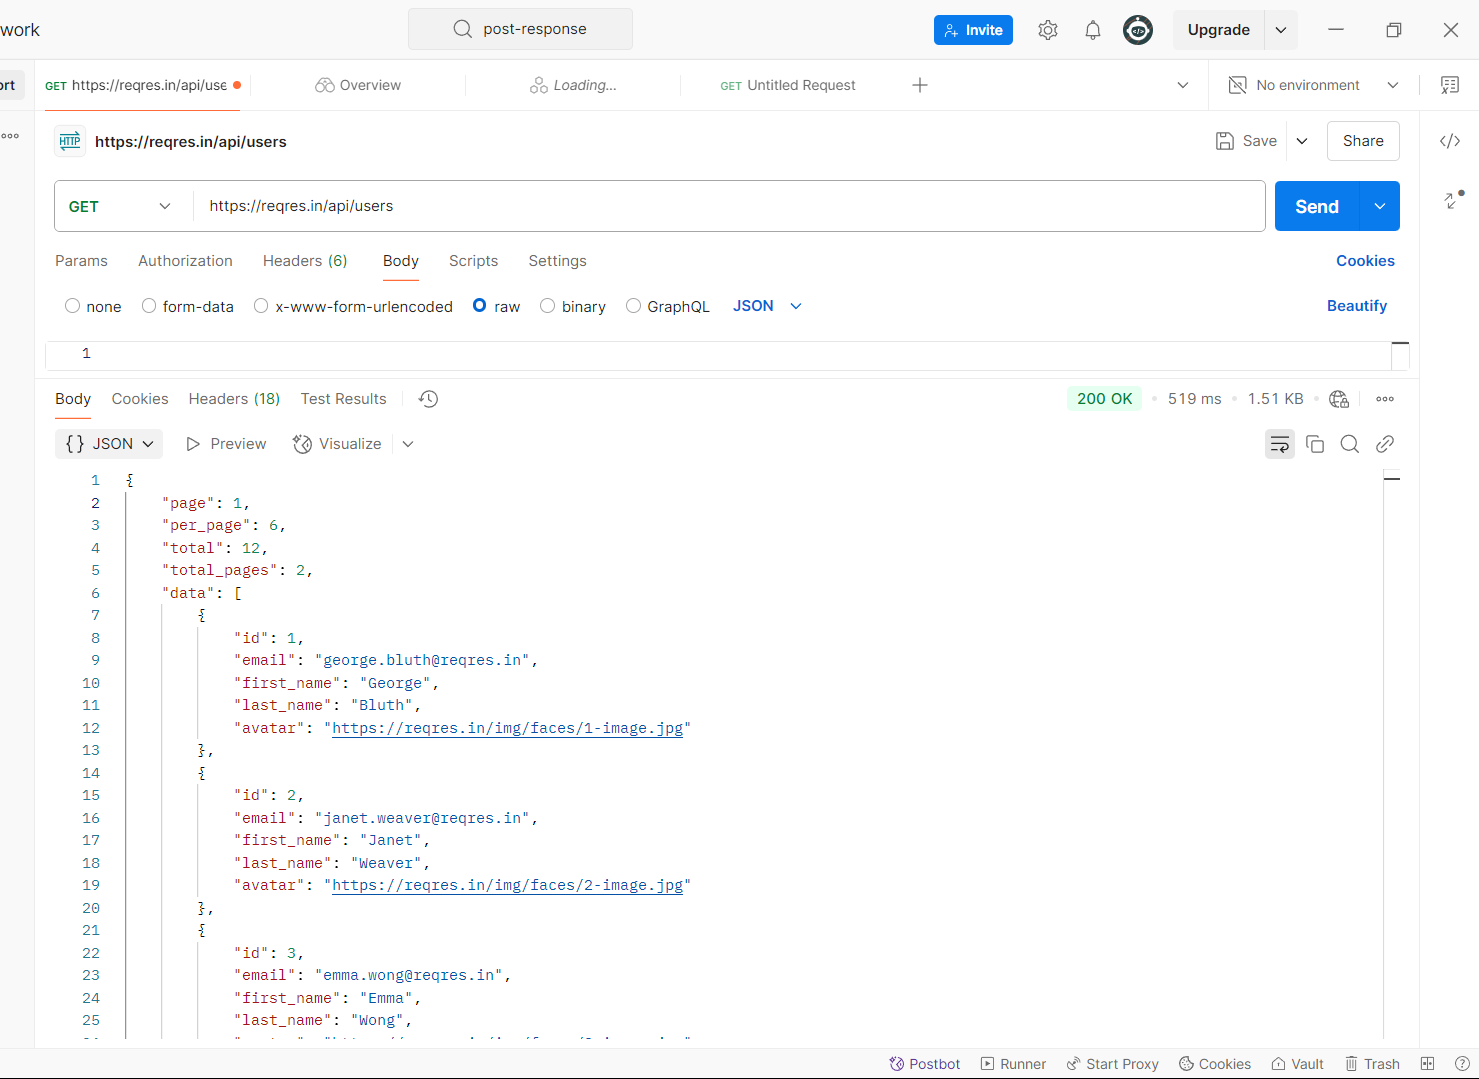 work
post-response
Invite
Upgrade
ort
GET https://reqres.in/api/use
Overview
Loading...
GET Untitled Request
No environment
HTTP
https://reqres.in/api/users
Save
Share
GET
https://reqres.in/api/users
Send
Params
Authorization
Headers (6)
Body
Scripts
Settings
Cookies
none
form-data
x-www-form-urlencoded
raw
binary
GraphQL
JSON
Beautify
1
Body
Cookies
Headers (18)
Test Results
200 OK
519 ms
1.51 KB
{} JSON
Preview
Visualize
1 {
2 "page": 1,
3 "per_page": 6,
4 "total": 12,
5 "total_pages": 2,
6 "data": [
7 {
8 "id": 1,
9 "email": "george.bluth@reqres.in",
10 "first_name": "George",
11 "last_name": "Bluth",
12 "avatar": "https://reqres.in/img/faces/1-image.jpg"
13 },
14 {
15 "id": 2,
16 "email": "janet.weaver@reqres.in",
17 "first_name": "Janet",
18 "last_name": "Weaver",
19 "avatar": "https://reqres.in/img/faces/2-image.jpg"
20 },
21 {
22 "id": 3,
23 "email": "emma.wong@reqres.in",
24 "first_name": "Emma",
25 "last_name": "Wong",
Postbot
Runner
Start Proxy
Cookies
Vault
Trash